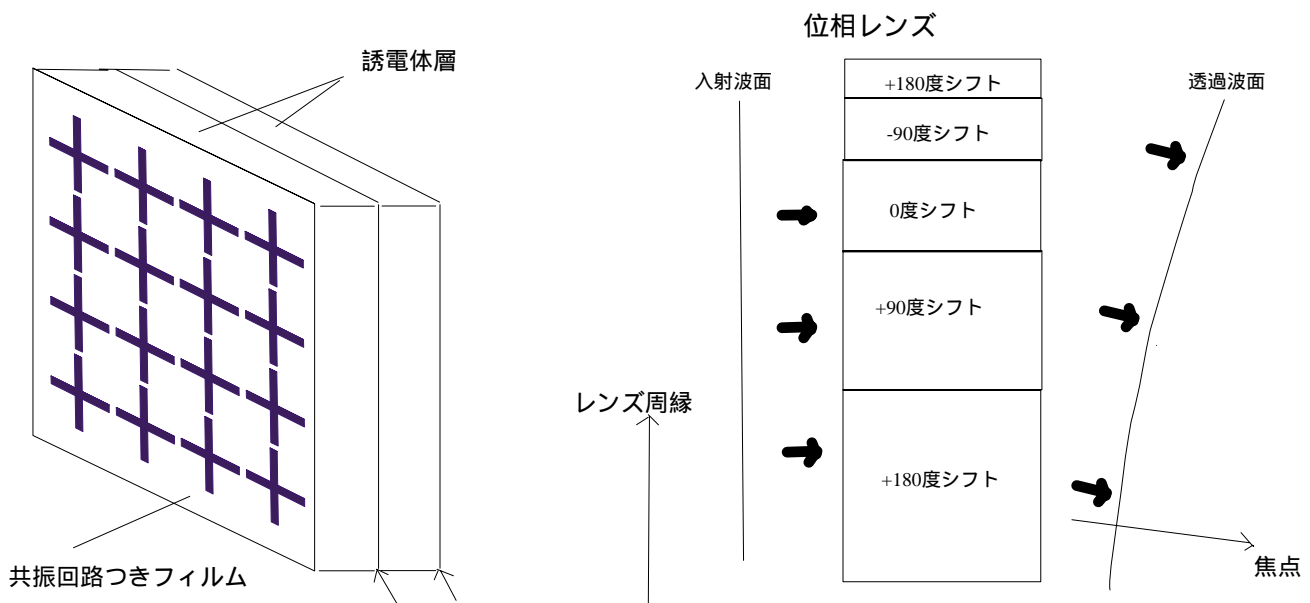 誘電体層
共振回路つきフィルム
位相レンズ
入射波面
透過波面
+180度シフト
-90度シフト
0度シフト
+90度シフト
レンズ周縁
+180度シフト
焦点